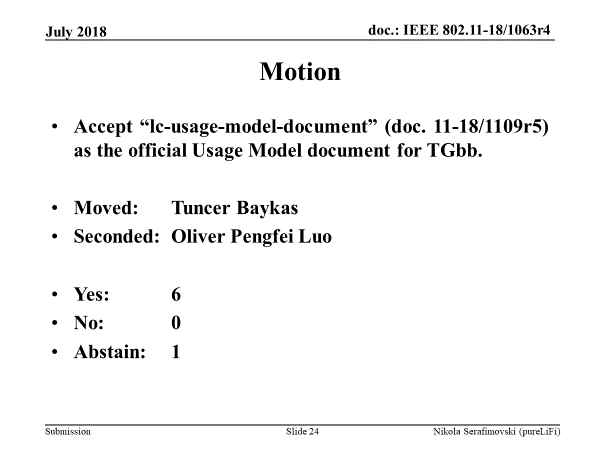 July 2018
doc.: IEEE 802.11-18/1063r4
Motion
• Accept “lc-usage-model-document” (doc. 11-18/1109r5)
as the official Usage Model document for TGbb.
• Moved: Tuncer Baykas
• Seconded: Oliver Pengfei Luo
• Yes: 6
• No: 0
• Abstain: 1
Submission
Slide 24
Nikola Serafimovski (pureLiFi)